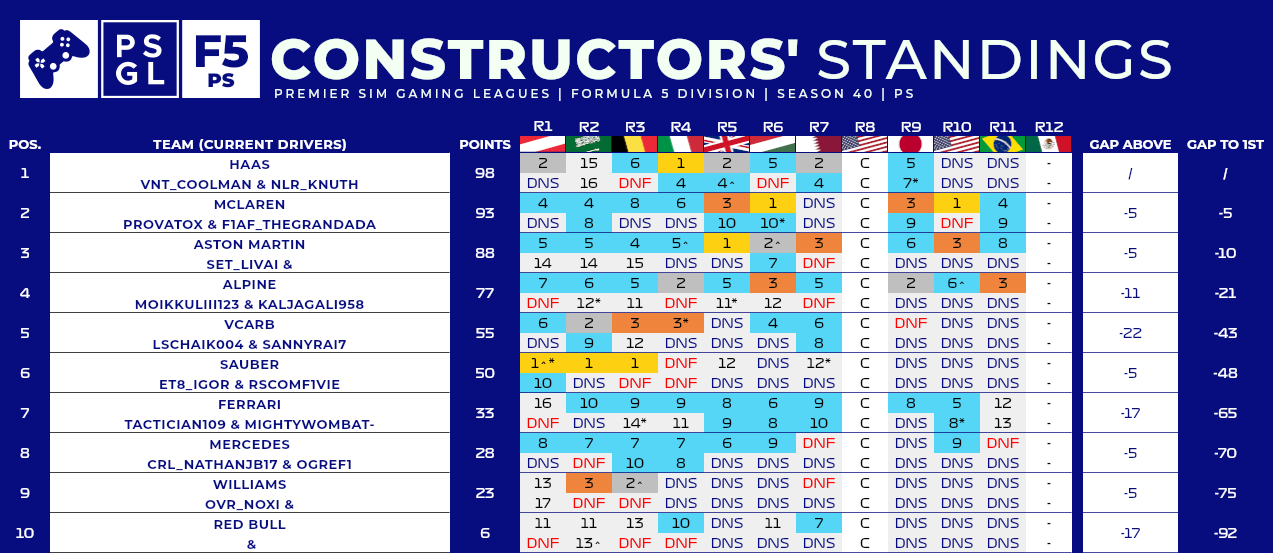 PS
GL
F5
PS
CONSTRUCTORS' STANDINGS
PREMIER SIM GAMING LEAGUES | FORMULA 5 DIVISION | SEASON 40 | PS
R1 R2 R3 R4 R5 R6 R7 R8 R9 R10 R11 R12
POS. TEAM (CURRENT DRIVERS) POINTS GAP ABOVE GAP TO 1ST
HAAS 2 15 6 1 2 5 2 C 5 DNS DNS -
1 98 / /
VNT_COOLMAN & NLR_KNUTH DNS 16 DNF 4 4^ DNF 4 C 7* DNS DNS -
MCLAREN 4 4 8 6 3 1 DNS C 3 1 4 -
2 93 -5 -5
PROVATOX & F1AF_THEGRANDADA DNS 8 DNS DNS 10 10* DNS C 9 DNF 9 -
ASTON MARTIN 5 5 4 5^ 1 2^ 3 C 6 3 8 -
3 88 -5 -10
SET_LIVAI & 14 14 15 DNS DNS 7 DNF C DNS DNS DNS -
ALPINE 7 6 5 2 5 3 5 C 2 6^ 3 -
4 77 -11 -21
MOIKKULIII123 & KALJAGALI958 DNF 12* 11 DNF 11* 12 DNF C DNS DNS DNS -
VCARB 6 2 3 3* DNS 4 6 C DNF DNS DNS -
5 55 -22 -43
LSCHAIK004 & SANNYRAI7 DNS 9 12 DNS DNS DNS 8 C DNS DNS DNS -
SAUBER 1^* 1 1 DNF 12 DNS 12* C DNS DNS DNS -
6 50 -5 -48
ET8_IGOR & RSCOMF1VIE 10 DNS DNF DNF DNS DNS DNS C DNS DNS DNS -
FERRARI 16 10 9 9 8 6 9 C 8 5 12 -
7 33 -17 -65
TACTICIAN109 & MIGHTYWOMBAT- DNF DNS 14* 11 9 8 10 C DNS 8* 13 -
MERCEDES 8 7 7 7 6 9 DNF C DNS 9 DNF -
8 28 -5 -70
CRL_NATHANJB17 & OGREF1 DNS DNF 10 8 DNS DNS DNS C DNS DNS DNS -
WILLIAMS 13 3 2^ DNS DNS DNS DNF C DNS DNS DNS -
9 23 -5 -75
OVR_NOXI & 17 DNF DNF DNS DNS DNS DNS C DNS DNS DNS -
RED BULL 11 11 13 10 DNS 11 7 C DNS DNS DNS -
10 6 -17 -92
& DNF 13^ DNF DNF DNS DNS DNS C DNS DNS DNS -